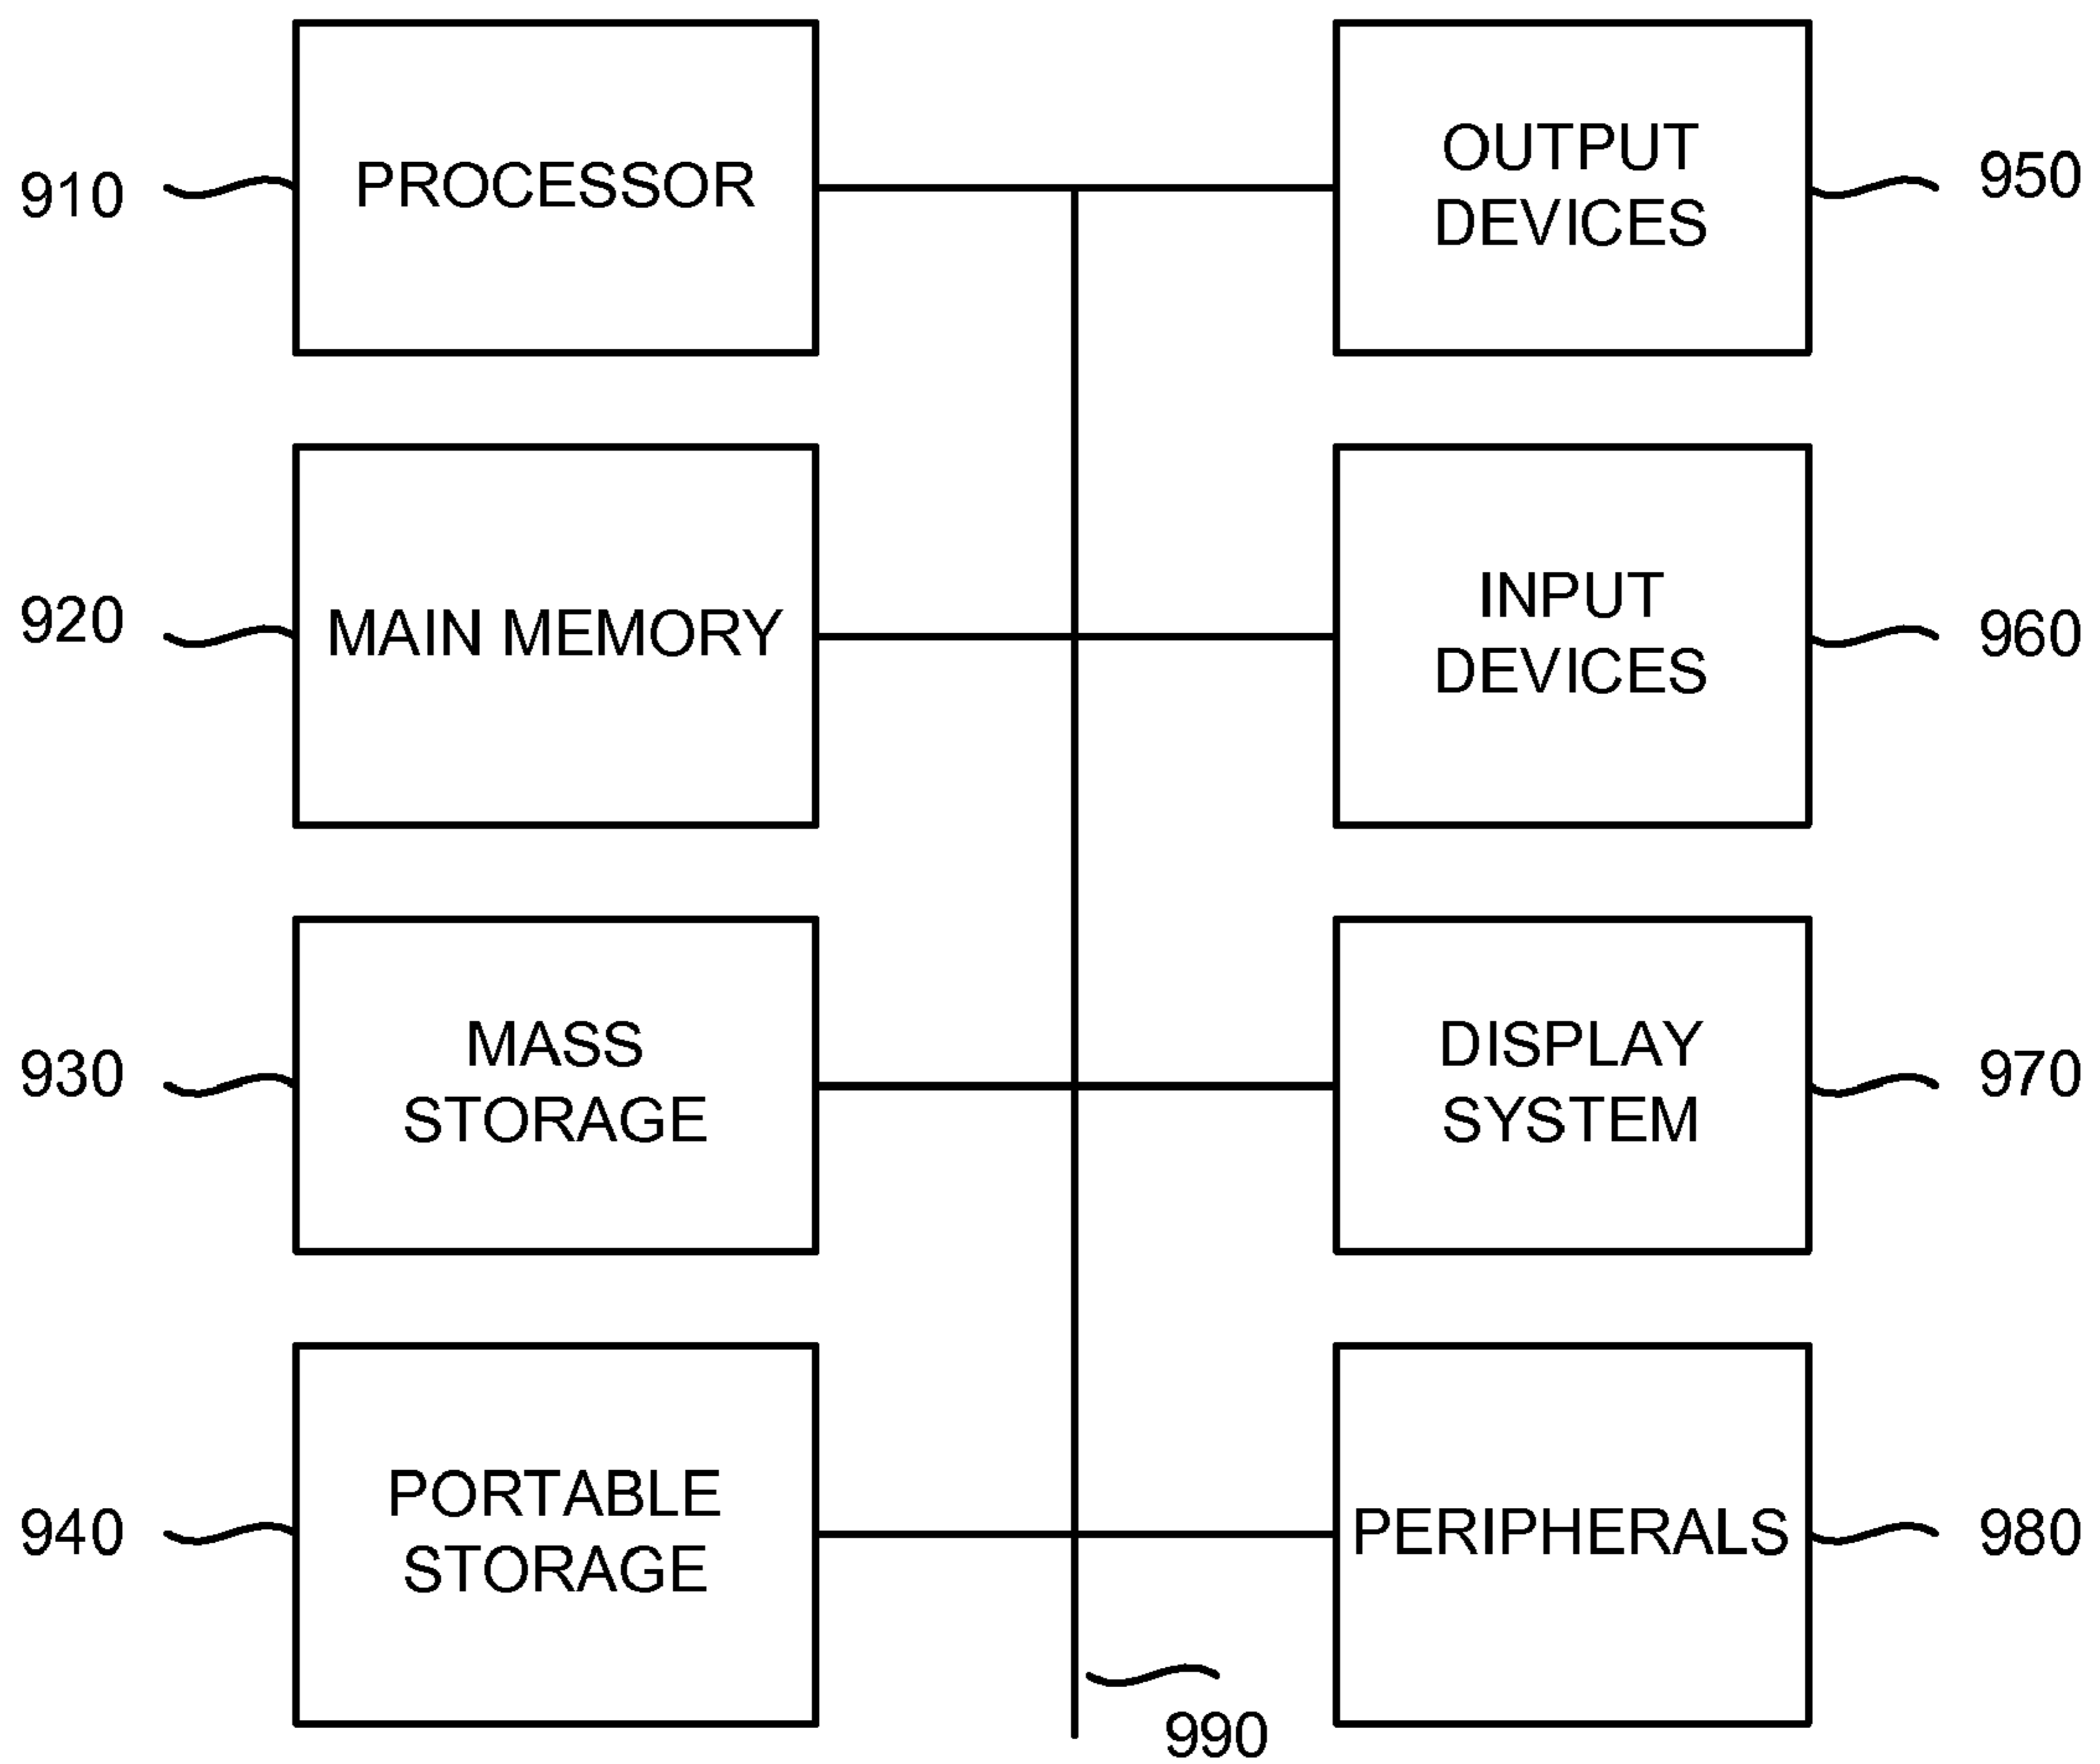 910
PROCESSOR
OUTPUT
DEVICES
950
920
MAIN MEMORY
INPUT
DEVICES
960
930
MASS
STORAGE
DISPLAY
SYSTEM
970
940
PORTABLE
STORAGE
PERIPHERALS
980
990